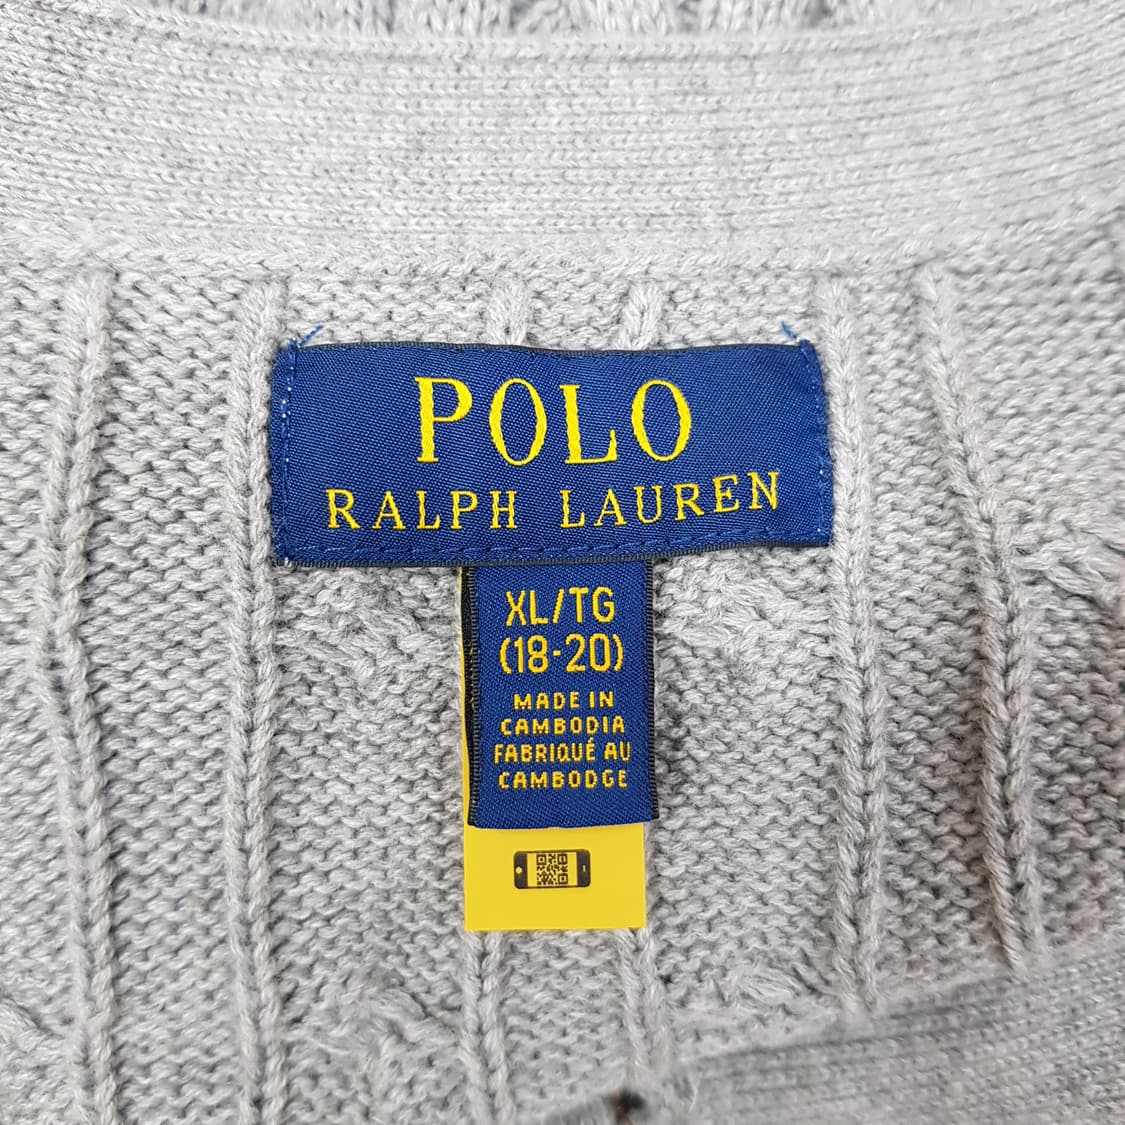 POLO
RALPH LAUREN
XL/TG
(18-20)
MADE IN
CAMBODIA
FABRIQUÉ AU
CAMBODGE